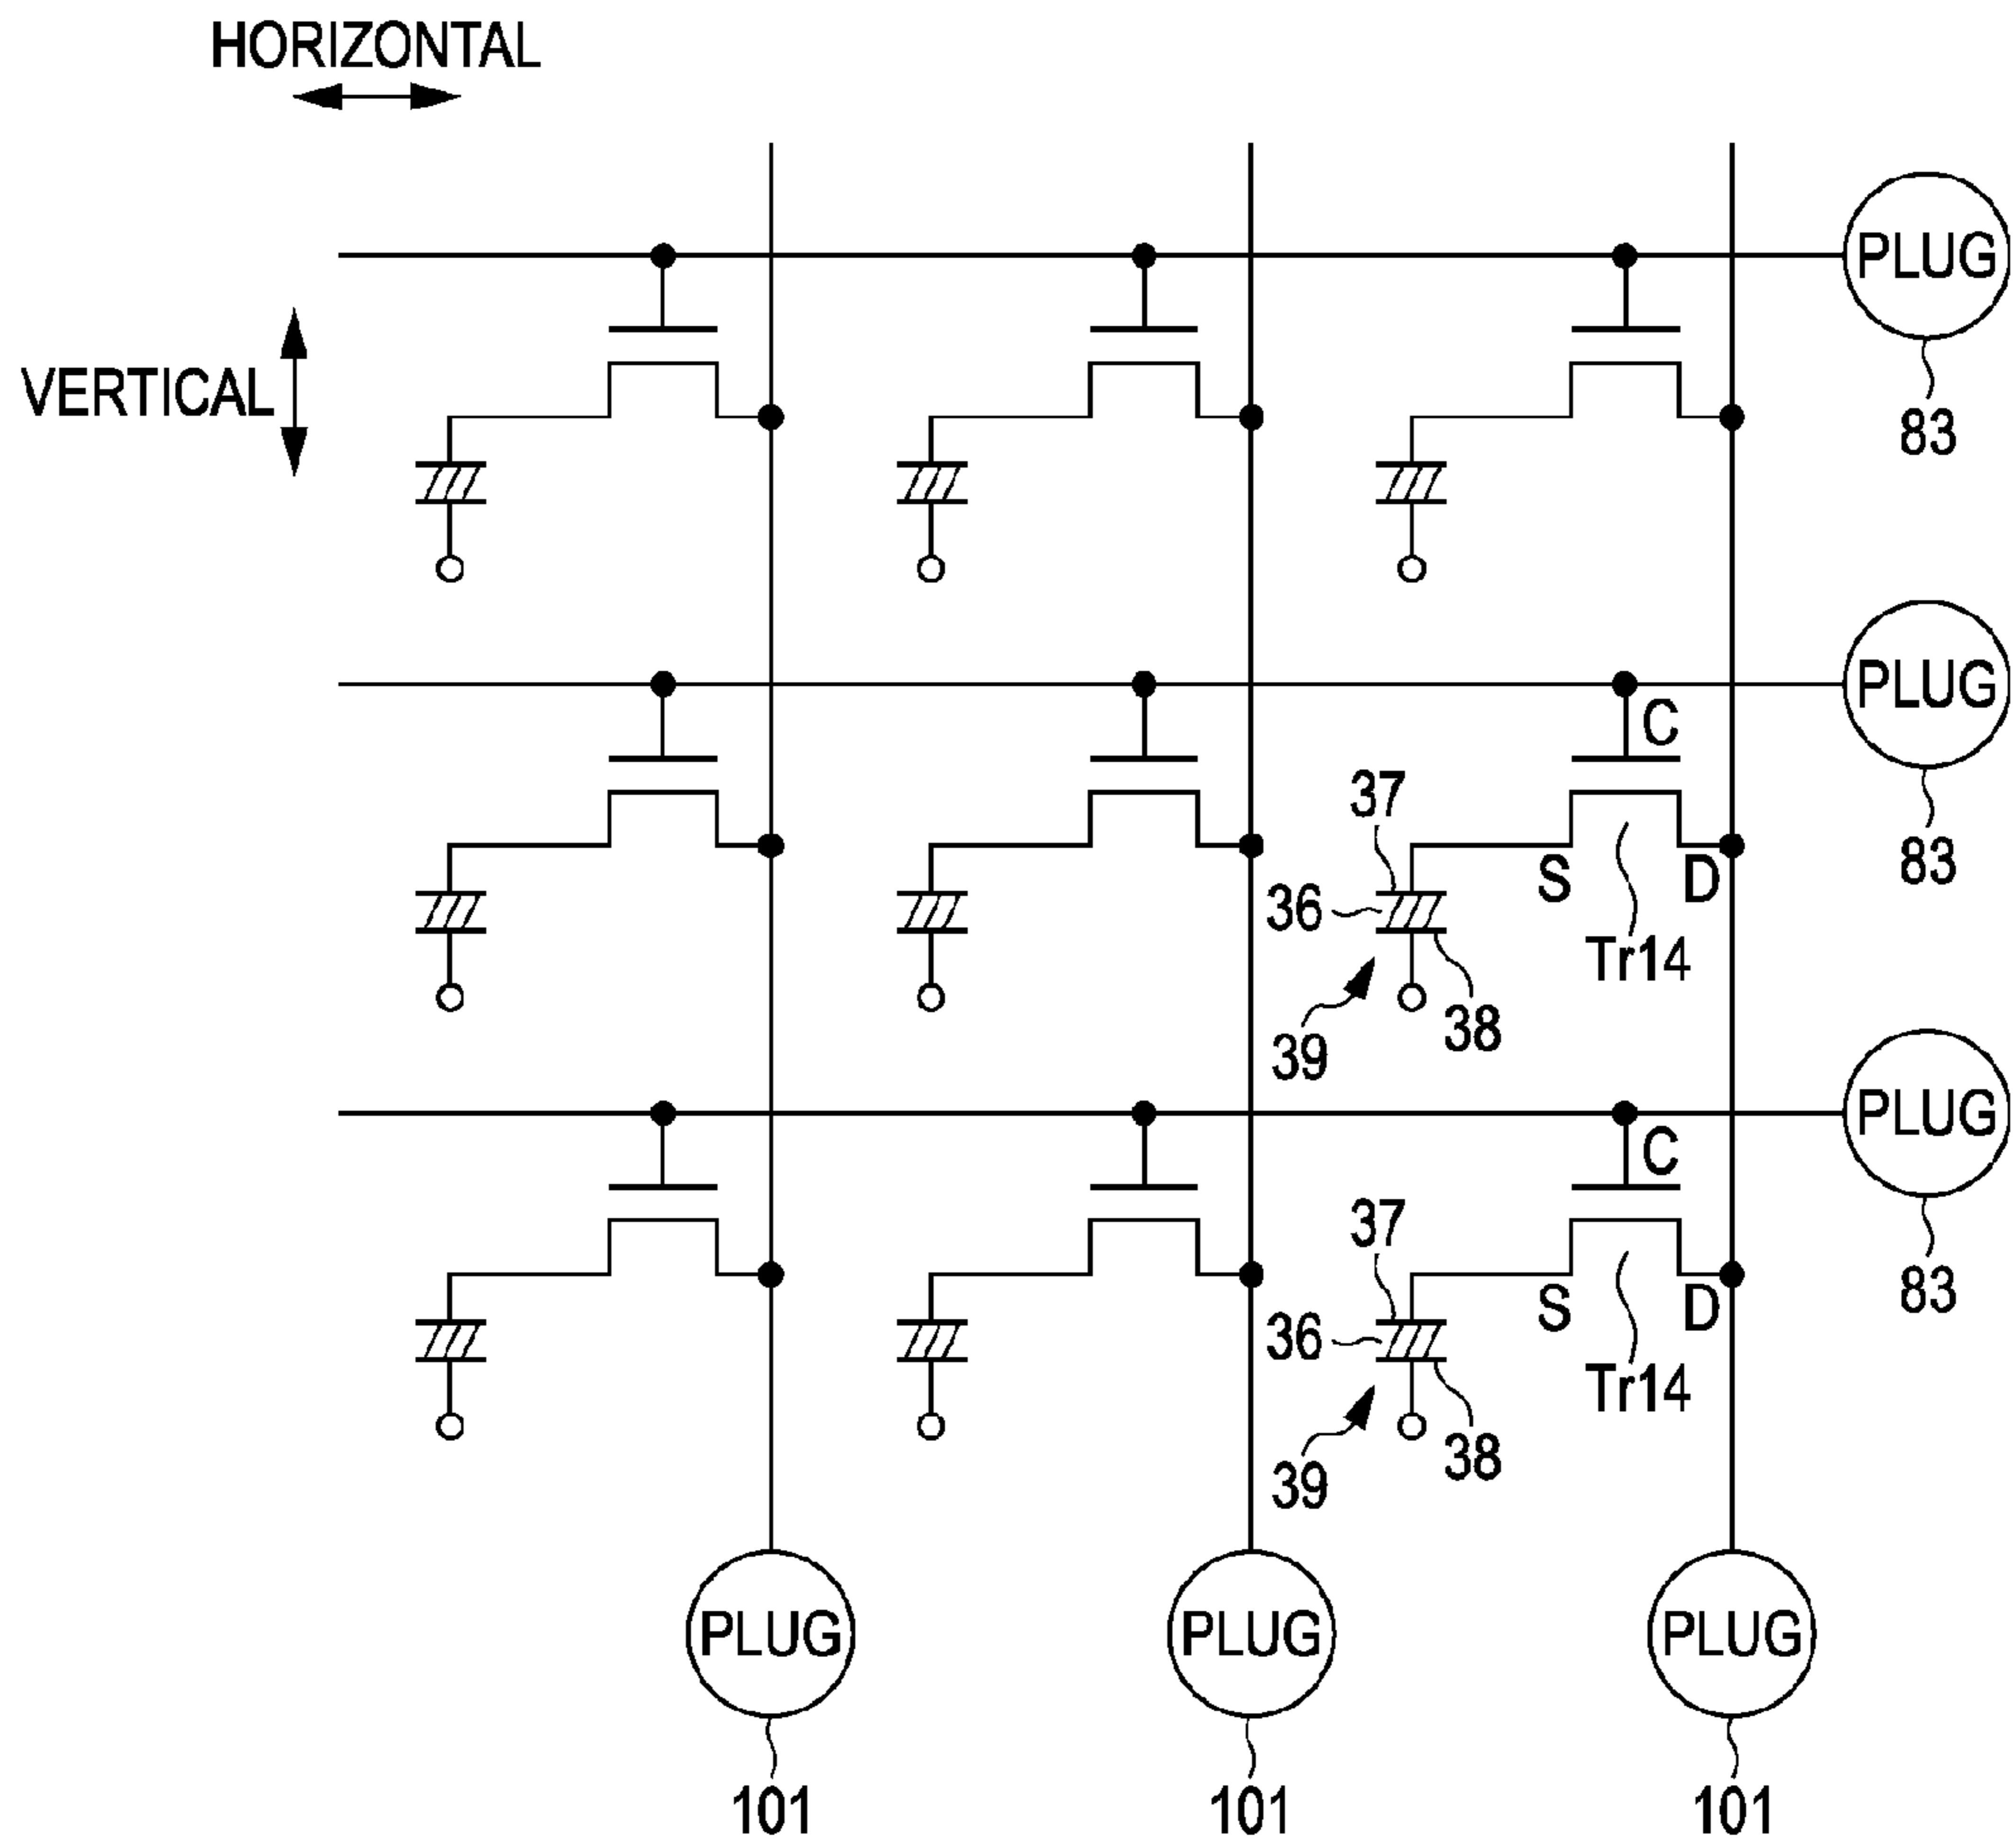 HORIZONTAL
PLUG
VERTICAL
83
PLUG
C
37
83
36
S
D
Tr14
38
39
PLUG
C
37
83
36
S
D
Tr14
38
39
PLUG
PLUG
PLUG
101
101
101